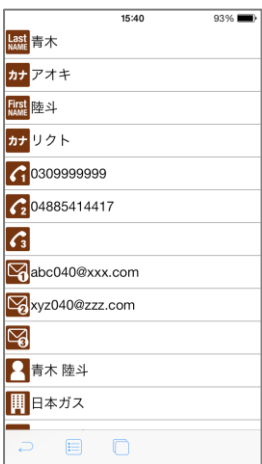 15:40 93%
Last NAME 青木
カナ アオキ
First NAME 陸斗
カナ リクト
1 0309999999
2 04885414417
3
1 abc040@xxx.com
2 xyz040@zzz.com
3
青木 陸斗
日本ガス